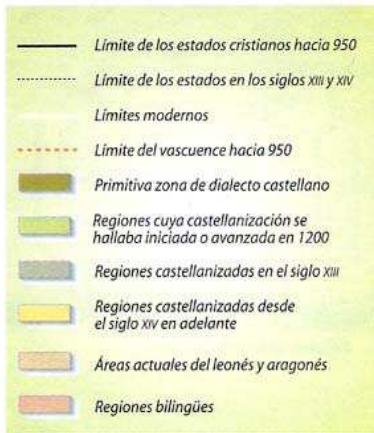 Límite de los estados cristianos hacia 950
Límite de los estados en los siglos XIII y XIV
Límites modernos
Límite del vascuence hacia 950
Primitiva zona de dialecto castellano
Regiones cuya castellanización se
hallaba iniciada o avanzada en 1200
Regiones castellanizadas en el siglo XIII
Regiones castellanizadas desde
el siglo XIV en adelante
Áreas actuales del leonés y aragonés
Regiones bilingües